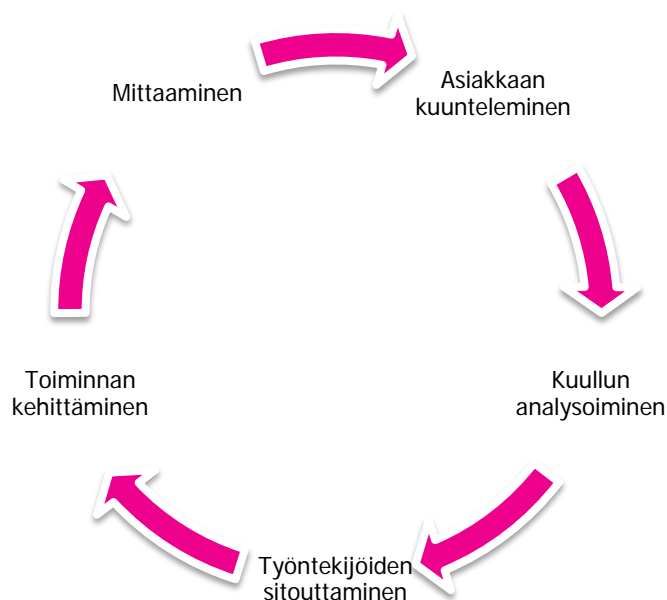 Mittaaminen
Asiakkaan
kuunteleminen
Kuullun
analysoiminen
Työntekijöiden
sitouttaminen
Toiminnan
kehittäminen